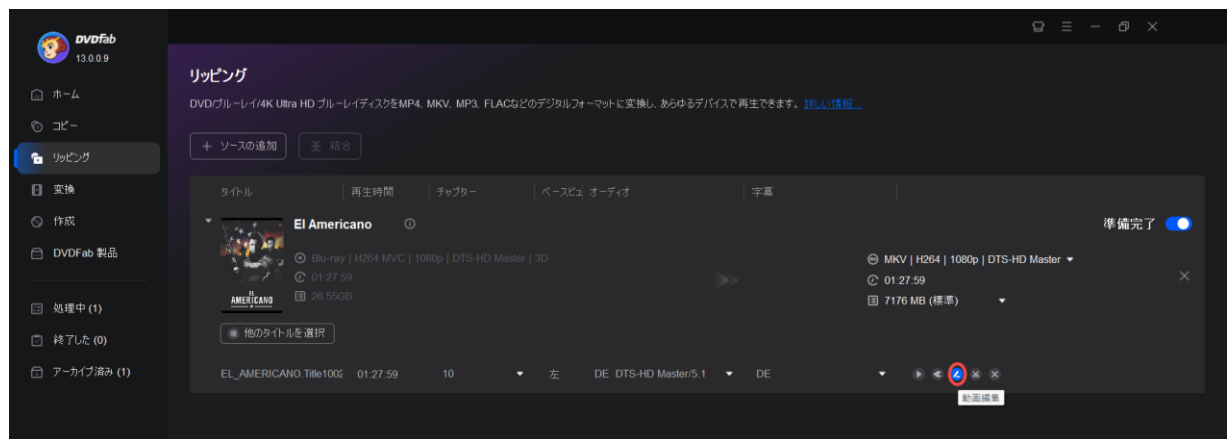 DVDFab
13.0.0.9
ホーム
コピー
リッピング
変換
作成
DVDFab 製品
処理中 (1)
終了した (0)
アーカイブ済み (1)
リッピング
DVD/ブルーレイ/4K Ultra HD ブルーレイディスクをMP4、MKV、MP3、FLACなどのデジタルフォーマットに変換し、あらゆるデバイスで再生できます。 詳しい情報...
ソースの追加 結合
タイトル 再生時間 チャプター ベースビュ オーディオ 字幕
El Americano 準備完了
Blu-ray | H264 MVC | 1080p | DTS-HD Master | 3D MKV | H264 | 1080p | DTS-HD Master
01:27:59 01:27:59
26.55GB 7176 MB (標準)
EL AMERICANO
他のタイトルを選択
EL_AMERICANO.Title1002 01:27:59 10 左 DE DTS-HD Master/5.1 DE
動画編集